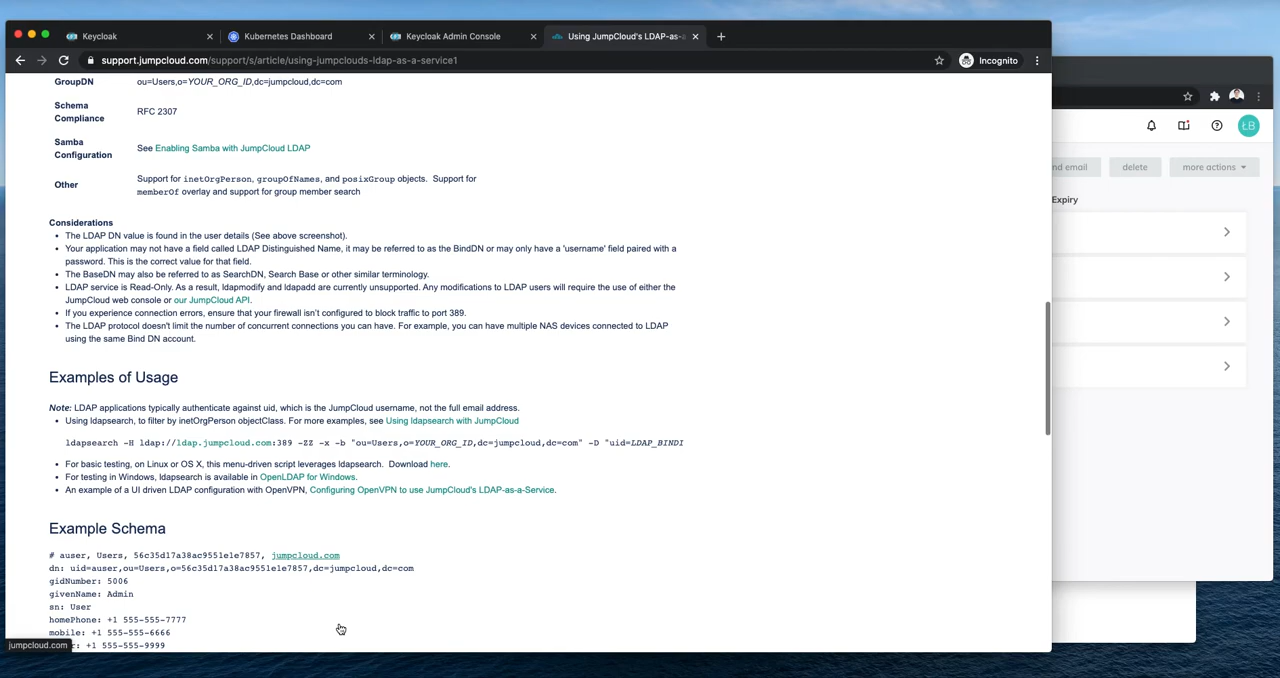 Keycloak
Kubernetes Dashboard
Keycloak Admin Console
Using JumpCloud's LDAP-as-a
support.jumpcloud.com/support/s/article/using-jumpclouds-ldap-as-a-service1
Incognito
GroupDN
ou=Users,o=YOUR_ORG_ID,dc=jumpcloud,dc=com
Schema
Compliance
RFC 2307
Samba
Configuration
See Enabling Samba with JumpCloud LDAP
Other
Support for inetOrgPerson, groupOfNames, and posixGroup objects. Support for
memberOf overlay and support for group member search
Considerations
• The LDAP DN value is found in the user details (See above screenshot).
• Your application may not have a field called LDAP Distinguished Name, it may be referred to as the BindDN or may only have a 'username' field paired with a
password. This is the correct value for that field.
• The BaseDN may also be referred to as SearchDN, Search Base or other similar terminology.
• LDAP service is Read-Only. As a result, ldapmodify and ldapadd are currently unsupported. Any modifications to LDAP users will require the use of either the
JumpCloud web console or our JumpCloud API.
• If you experience connection errors, ensure that your firewall isn't configured to block traffic to port 389.
• The LDAP protocol doesn't limit the number of concurrent connections you can have. For example, you can have multiple NAS devices connected to LDAP
using the same Bind DN account.
Examples of Usage
Note: LDAP applications typically authenticate against uid, which is the JumpCloud username, not the full email address.
• Using ldapsearch, to filter by inetOrgPerson objectClass. For more examples, see Using ldapsearch with JumpCloud
ldapsearch -H ldap://ldap.jumpcloud.com:389 -ZZ -x -b "ou=Users,o=YOUR_ORG_ID,dc=jumpcloud,dc=com" -D "uid=LDAP_BINDI
• For basic testing, on Linux or OS X, this menu-driven script leverages ldapsearch. Download here.
• For testing in Windows, ldapsearch is available in OpenLDAP for Windows.
• An example of a UI driven LDAP configuration with OpenVPN, Configuring OpenVPN to use JumpCloud's LDAP-as-a-Service.
Example Schema
# auser, Users, 56c35d17a38ac9551e1e7857, jumpcloud.com
dn: uid=auser,ou=Users,o=56c35d17a38ac9551e1e7857,dc=jumpcloud,dc=com
gidNumber: 5006
givenName: Admin
sn: User
homePhone: +1 555-555-7777
mobile: +1 555-555-6666
r: +1 555-555-9999
jumpcloud.com
ŁB
nd email
delete
more actions
Expiry